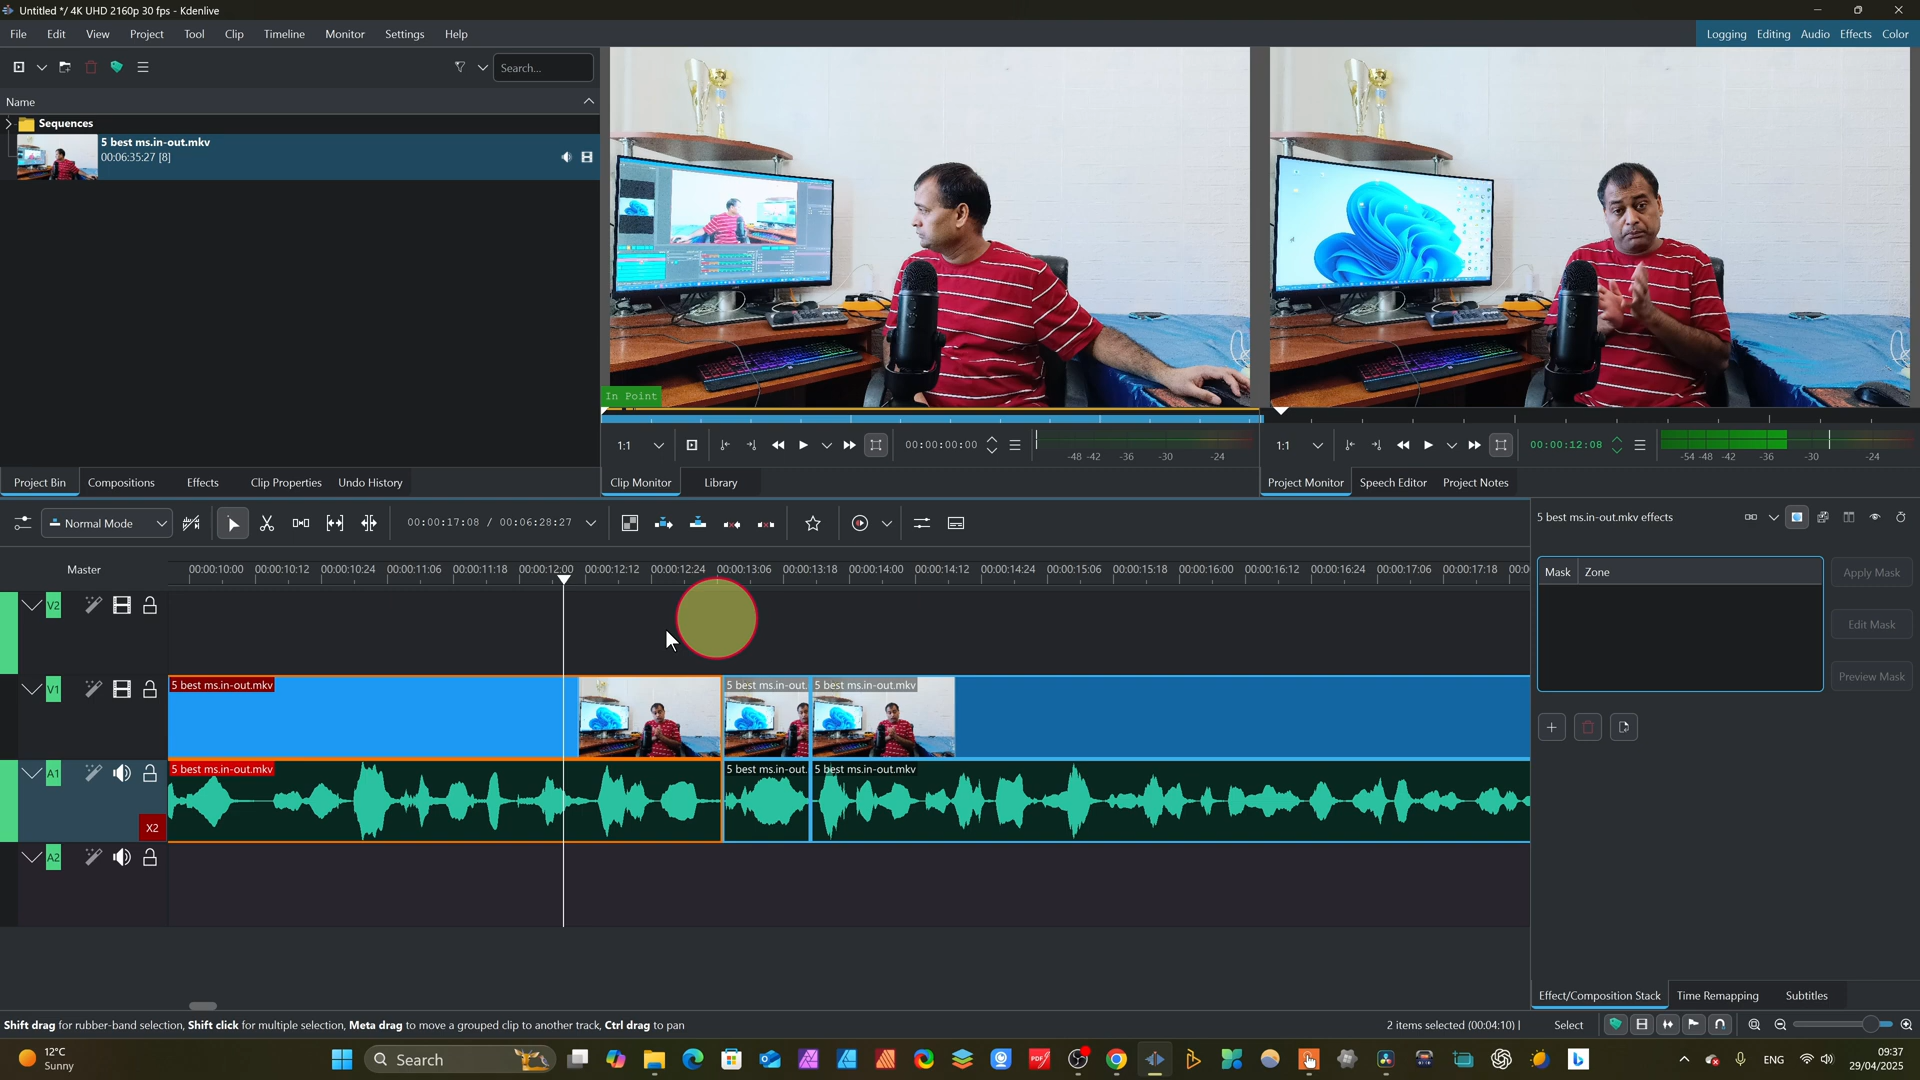 Untitled */ 4K UHD 2160p 30 fps - Kdenlive
File Edit View Project Tool Clip Timeline Monitor Settings Help
Logging Editing Audio Effects Color
Search...
Name
Sequences
5 best ms.in-out.mkv
00:06:35:27 [8]
In Point
1:1
00:00:00:00
-48 -42 -36 -30 -24
1:1
00:00:12:08
-54 -48 -42 -36 -30 -24
Project Bin Compositions Effects Clip Properties Undo History
Clip Monitor Library
Project Monitor Speech Editor Project Notes
Normal Mode
00:00:17:08 / 00:06:28:27
5 best ms.in-out.mkv effects
Master
00:00:10:00 00:00:10:12 00:00:10:24 00:00:11:06 00:00:11:18 00:00:12:00 00:00:12:12 00:00:12:24 00:00:13:06 00:00:13:18 00:00:14:00 00:00:14:12 00:00:14:24 00:00:15:06 00:00:15:18 00:00:16:00 00:00:16:12 00:00:16:24 00:00:17:06 00:00:17:18 00:0
Mask Zone
Apply Mask
Edit Mask
Preview Mask
V2
V1
5 best ms.in-out.mkv
5 best ms.in-out.
5 best ms.in-out.mkv
A1
5 best ms.in-out.mkv
5 best ms.in-out.
5 best ms.in-out.mkv
X2
A2
Effect/Composition Stack Time Remapping Subtitles
Shift drag for rubber-band selection, Shift click for multiple selection, Meta drag to move a grouped clip to another track, Ctrl drag to pan
2 items selected (00:04:10) |
Select
12°C
Sunny
Search
PDF
ENG
09:37
29/04/2025